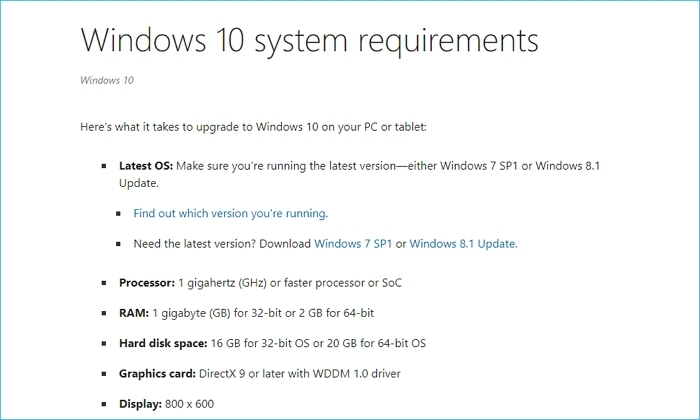 Windows 10 system requirements
Windows 10
Here's what it takes to upgrade to Windows 10 on your PC or tablet:
Latest OS: Make sure you're running the latest version—either Windows 7 SP1 or Windows 8.1
Update.
Find out which version you're running.
Need the latest version? Download Windows 7 SP1 or Windows 8.1 Update.
Processor: 1 gigahertz (GHz) or faster processor or SoC
RAM: 1 gigabyte (GB) for 32-bit or 2 GB for 64-bit
Hard disk space: 16 GB for 32-bit OS or 20 GB for 64-bit OS
Graphics card: DirectX 9 or later with WDDM 1.0 driver
Display: 800 x 600